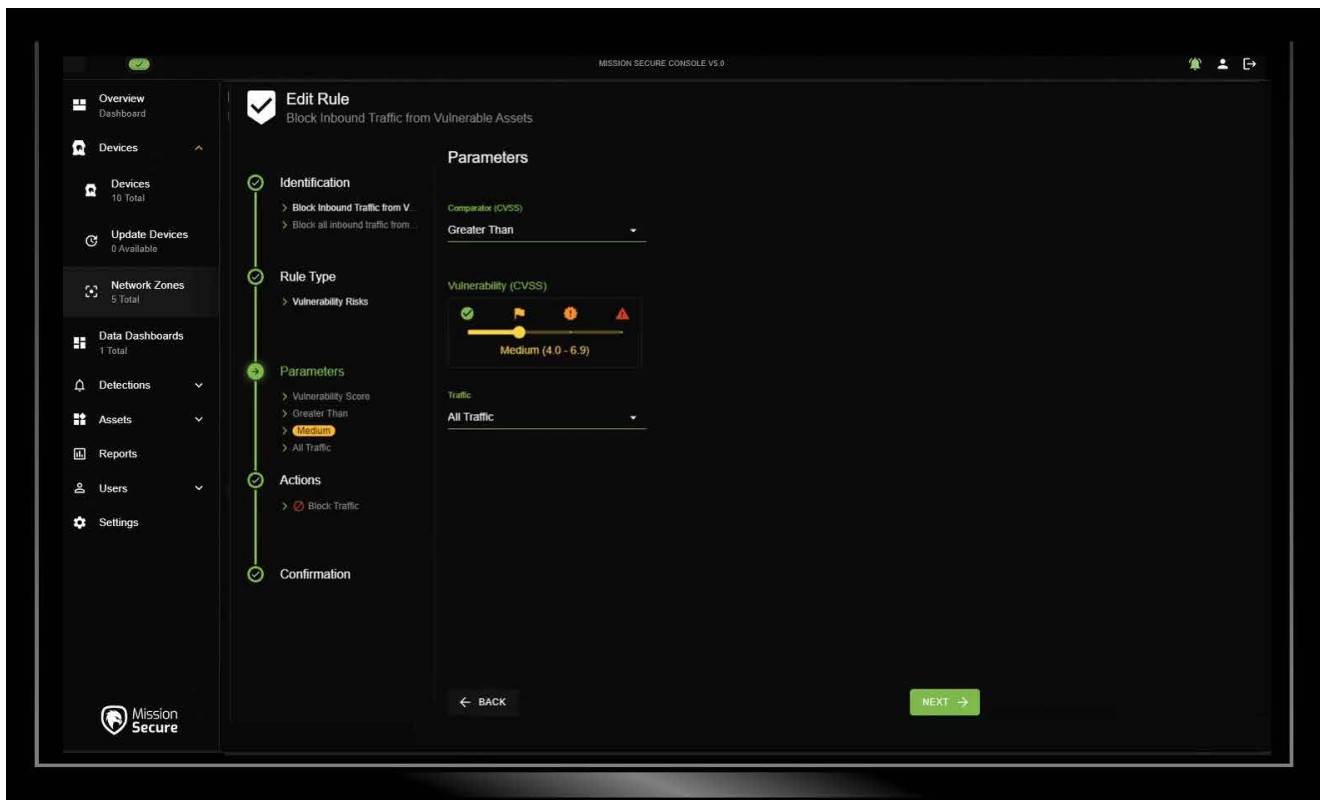 MISSION SECURE CONSOLE V5.0
Overview
Dashboard
Devices
Devices
10 Total
Update Devices
0 Available
Network Zones
5 Total
Data Dashboards
1 Total
Detections
Assets
Reports
Users
Settings
Mission
Secure
Edit Rule
Block Inbound Traffic from Vulnerable Assets
Identification
Block Inbound Traffic from V...
Block all inbound traffic from ...
Rule Type
Vulnerability Risks
Parameters
Vulnerability Score
Greater Than
Medium
All Traffic
Actions
Block Traffic
Confirmation
Parameters
Comparator (CVSS)
Greater Than
Vulnerability (CVSS)
Medium (4.0 - 6.9)
Traffic
All Traffic
BACK
NEXT